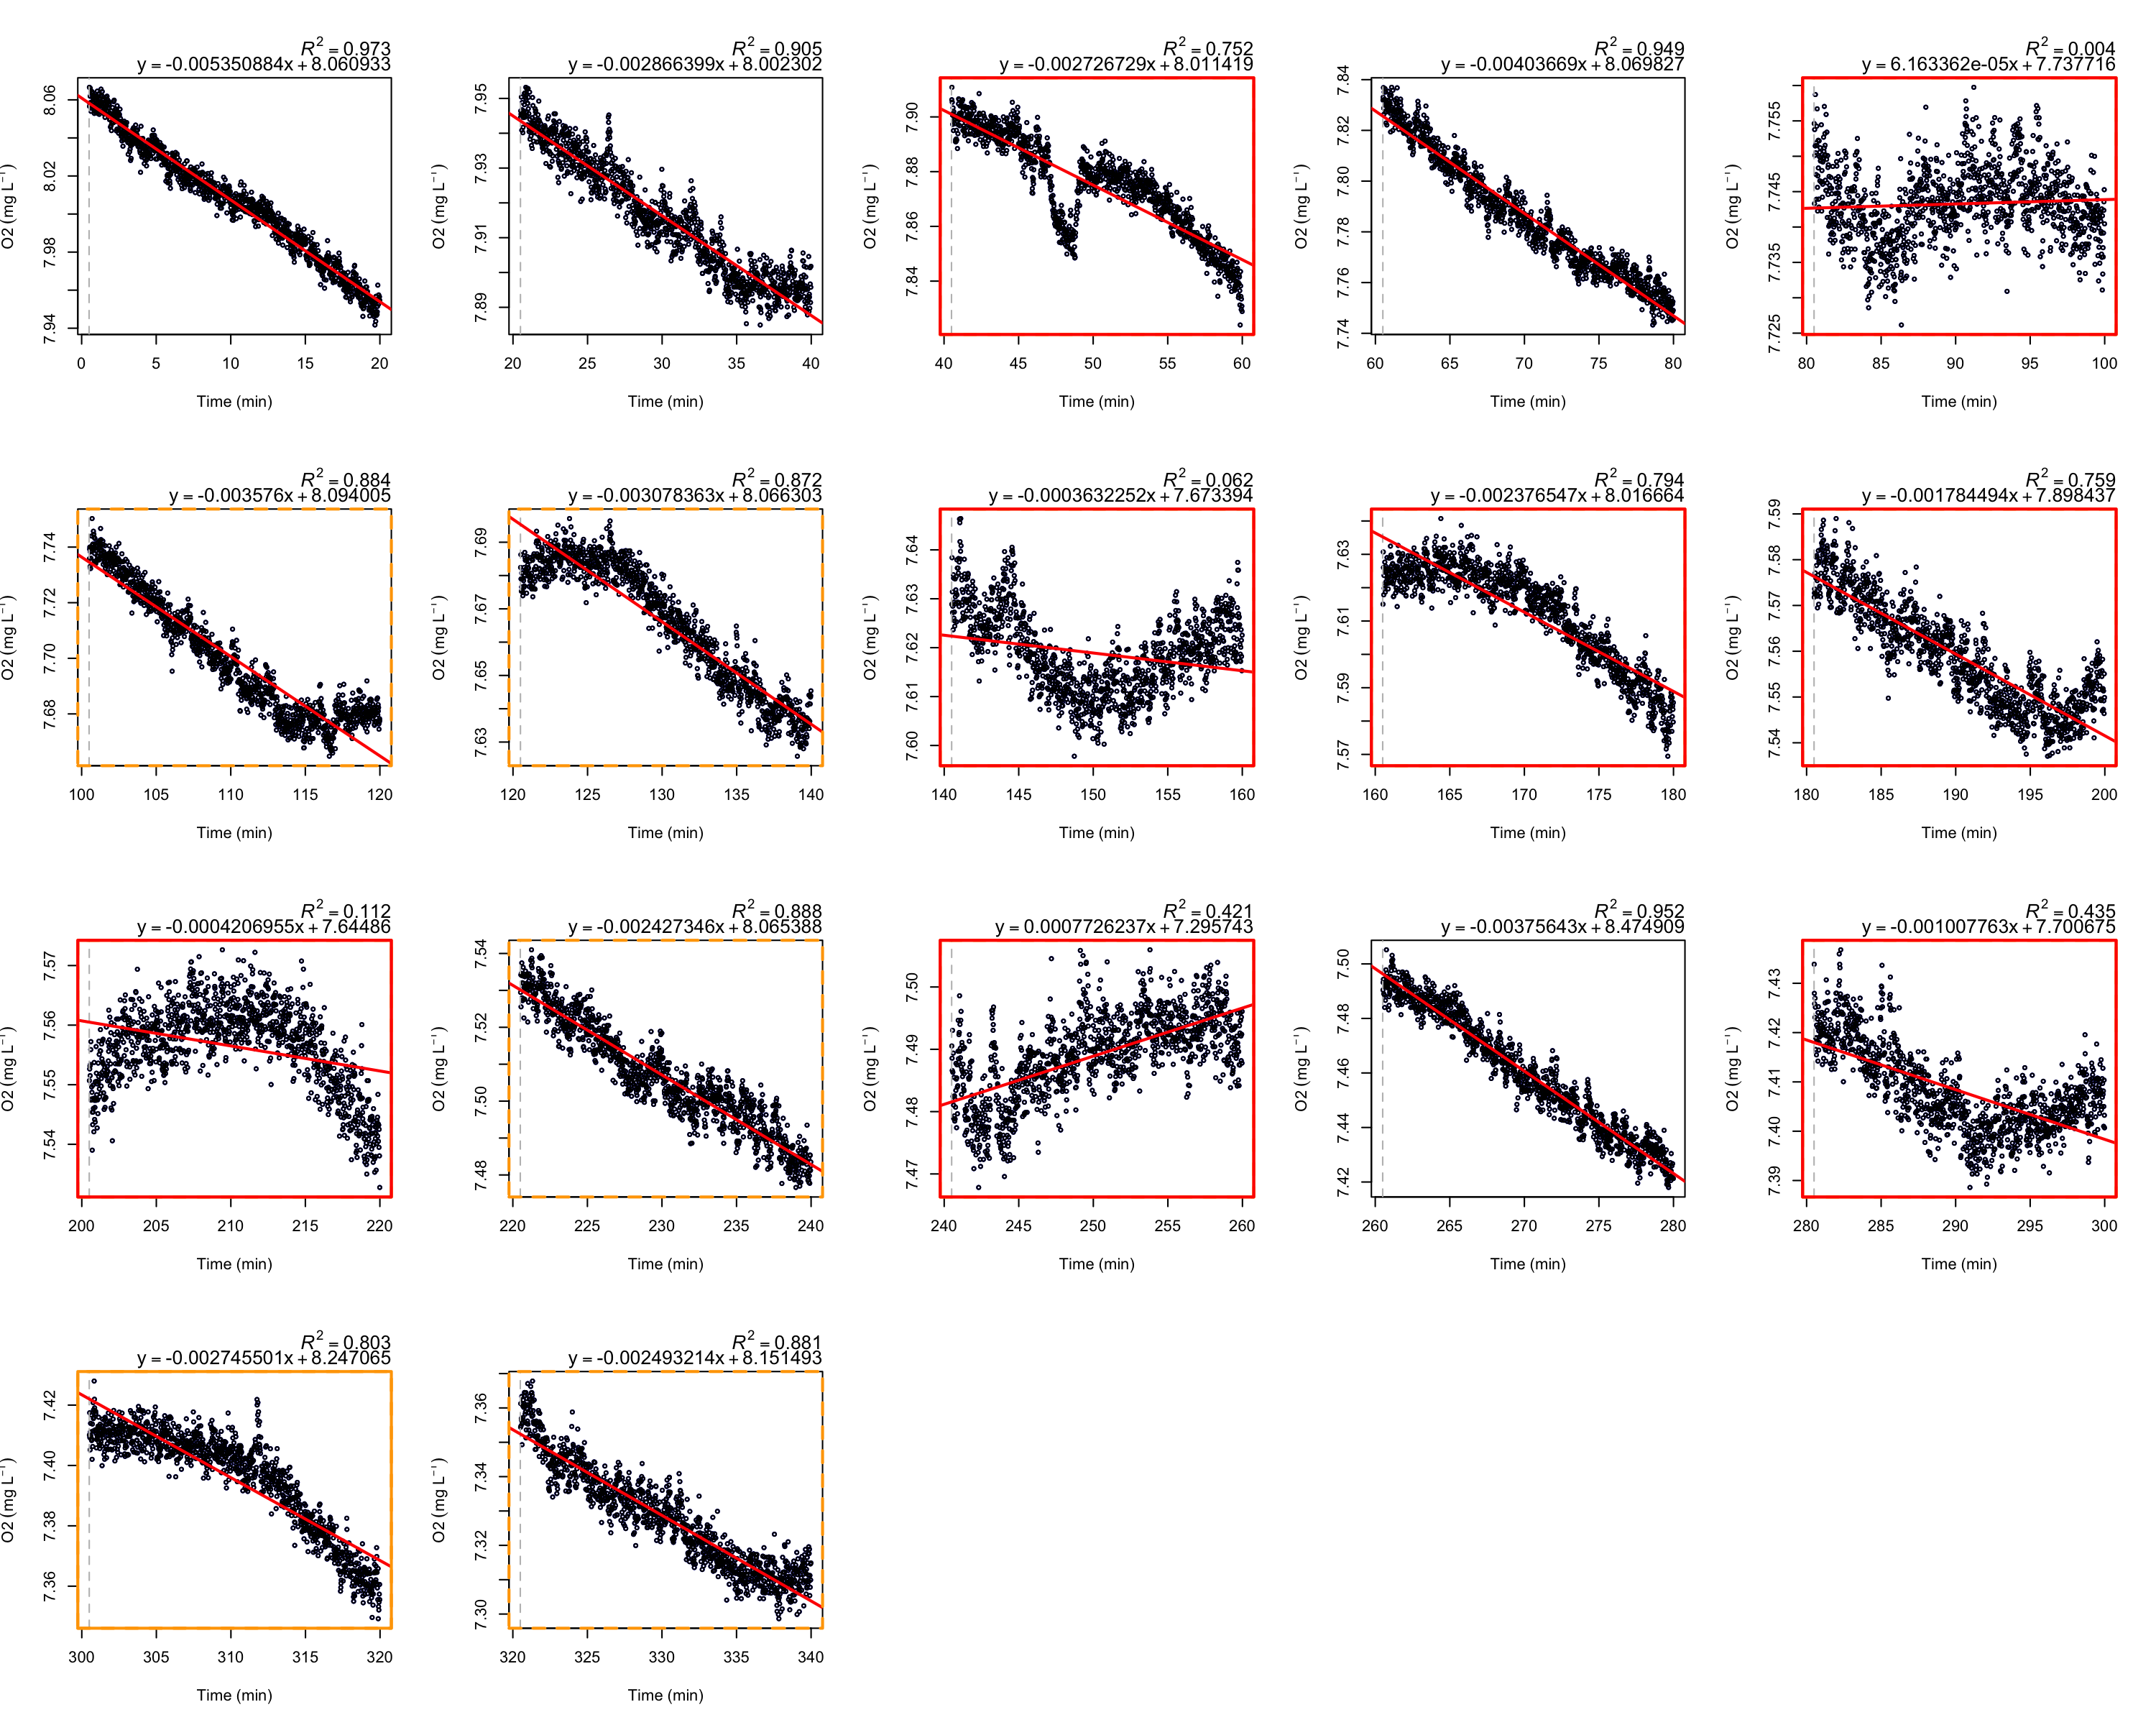 R² = 0.973
y = -0.005350884x + 8.060933
O2 (mg L⁻¹)
8.06
8.02
7.98
7.94
0 5 10 15 20
Time (min)
R² = 0.905
y = -0.002866399x + 8.002302
O2 (mg L⁻¹)
7.95
7.93
7.91
7.89
20 25 30 35 40
Time (min)
R² = 0.752
y = -0.002726729x + 8.011419
O2 (mg L⁻¹)
7.90
7.88
7.86
7.84
40 45 50 55 60
Time (min)
R² = 0.949
y = -0.00403669x + 8.069827
O2 (mg L⁻¹)
7.84
7.82
7.80
7.78
7.76
7.74
60 65 70 75 80
Time (min)
R² = 0.004
y = 6.163362e-05x + 7.737716
O2 (mg L⁻¹)
7.755
7.745
7.735
7.725
80 85 90 95 100
Time (min)
R² = 0.884
y = -0.003576x + 8.094005
O2 (mg L⁻¹)
7.74
7.72
7.70
7.68
100 105 110 115 120
Time (min)
R² = 0.872
y = -0.003078363x + 8.066303
O2 (mg L⁻¹)
7.69
7.67
7.65
7.63
120 125 130 135 140
Time (min)
R² = 0.062
y = -0.0003632252x + 7.673394
O2 (mg L⁻¹)
7.64
7.63
7.62
7.61
7.60
140 145 150 155 160
Time (min)
R² = 0.794
y = -0.002376547x + 8.016664
O2 (mg L⁻¹)
7.63
7.61
7.59
7.57
160 165 170 175 180
Time (min)
R² = 0.759
y = -0.001784494x + 7.898437
O2 (mg L⁻¹)
7.59
7.58
7.57
7.56
7.55
7.54
180 185 190 195 200
Time (min)
R² = 0.112
y = -0.0004206955x + 7.64486
O2 (mg L⁻¹)
7.57
7.56
7.55
7.54
200 205 210 215 220
Time (min)
R² = 0.888
y = -0.002427346x + 8.065388
O2 (mg L⁻¹)
7.54
7.52
7.50
7.48
220 225 230 235 240
Time (min)
R² = 0.421
y = 0.0007726237x + 7.295743
O2 (mg L⁻¹)
7.50
7.49
7.48
7.47
240 245 250 255 260
Time (min)
R² = 0.952
y = -0.00375643x + 8.474909
O2 (mg L⁻¹)
7.50
7.48
7.46
7.44
7.42
260 265 270 275 280
Time (min)
R² = 0.435
y = -0.001007763x + 7.700675
O2 (mg L⁻¹)
7.43
7.42
7.41
7.40
7.39
280 285 290 295 300
Time (min)
R² = 0.803
y = -0.002745501x + 8.247065
O2 (mg L⁻¹)
7.42
7.40
7.38
7.36
300 305 310 315 320
Time (min)
R² = 0.881
y = -0.002493214x + 8.151493
O2 (mg L⁻¹)
7.36
7.34
7.32
7.30
320 325 330 335 340
Time (min)